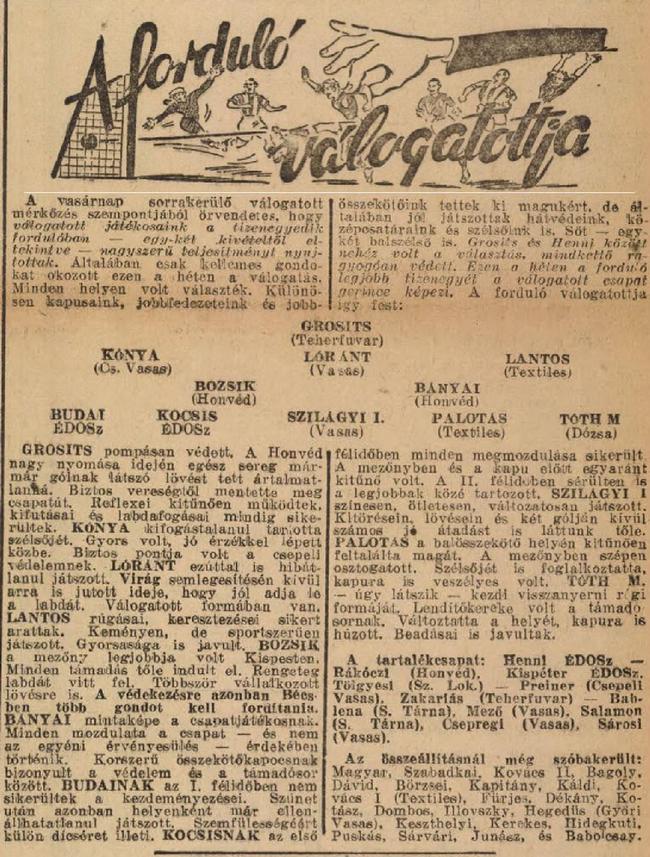 A forduló
válogatottja
A vasárnap sorrakerülő válogatott
mérkőzés szempontjából örvendetes, hogy
válogatott játékosaink a tizenegyedik
fordulóban — egy-két kivételtől el-
tekintve — nagyszerű teljesítményt nyuj-
tottak. Általában csak kellemes gondo-
kat okozott ezen a héten a válogatás.
Minden helyen volt választék. Különö-
sen kapusaink, jobbfedezeteink és jobb-
összekötőink tettek ki magukért, de ál-
talában jól játszottak hátvédeink, kö-
zépcsatáraink és szélsőink is. Sőt — egy-
két balszélső is. Grosits és Henni között
nehéz volt a választás, mindkettő ra-
gyogóan védett. Ezen a héten a forduló
legjobb tizenegyét a válogatott csapat
gerince képezi. A forduló válogatottja
így fest:
GROSITS
(Teherfuvar)
KÓNYA LÓRÁNT LANTOS
(Cs. Vasas) (Vasas) (Textiles)
BOZSIK BÁNYAI
(Honvéd) (Honvéd)
BUDAI KOCSIS SZILÁGYI I. PALOTÁS TÓTH M
ÉDOSz ÉDOSz (Vasas) (Textiles) (Dózsa)
GROSITS pompásan védett. A Honvéd
nagy nyomása idején egész sereg már-
már gólnak látszó lövést tett ártalmat-
lanná. Biztos vereségtől mentette meg
csapatát. Reflexei kitűnően működtek,
kifutásai és labdafogásai mindig sike-
rültek. KÓNYA kifogástalanul tartotta
szélsőjét. Gyors volt, jó érzékkel lépett
közbe. Biztos pontja volt a csepeli
védelemnek. LÓRÁNT ezúttal is hibát-
lanul játszott. Virág semlegesítésén kívül
arra is jutott ideje, hogy jól adja le
a labdát. Válogatott formában van.
LANTOS rúgásai, keresztezései sikert
arattak. Keményen, de sportszerűen
játszott. Gyorsasága is javult. BOZSIK
a mezőny legjobbja volt Kispesten.
Minden támadás tőle indult el. Rengeteg
labdát vitt fel. Többször vállalkozott
lövésre is. A védekezésre azonban Bécs-
ben több gondot kell fordítania.
BÁNYAI mintaképe a csapatjátékosnak.
Minden mozdulata a csapat — és nem
az egyéni érvényesülés — érdekében
történik. Korszerű összekötőkapocsnak
bizonyult a védelem és a támadósor
között. BUDAINAK az I. félidőben nem
sikerültek a kezdeményezései. Szünet
után azonban helyenként már ellen-
állhatatlanul játszott. Szemfülességéért
külön dicséret illeti. KOCSISNAK az első
félidőben minden megmozdulása sikerült.
A mezőnyben és a kapu előtt egyaránt
kitűnő volt. A II. félidőben sérülten is
a legjobbak közé tartozott. SZILÁGYI I
színesen, ötletesen, változatosan játszott.
Kitörésein, lövésein és két gólján kívül
számos jó átadást is láttunk tőle.
PALOTÁS a balösszekötő helyén kitűnően
feltalálta magát. A mezőnyben szépen
osztogatott. Szélsőjét is foglalkoztatta,
kapura is veszélyes volt. TÓTH M.
— úgy látszik — kezdi visszanyerni régi
formáját. Lendítőkereke volt a támadó
sornak. Változtatta a helyét, kapura is
húzott. Beadásai is javultak.
A tartalékcsapat: Henni ÉDOSz —
Rákóczi (Honvéd), Kispéter ÉDOSz,
Tölgyesi (Sz. Lok.) — Preiner (Csepeli
Vasas), Zakariás (Teherfuvar) — Bab-
lena (S. Tárna), Mező (Vasas), Salamon
(S. Tárna), Csepregi (Vasas), Sárosi
(Vasas).
Az összeállításnál még szóbakerült:
Magyar, Szabadkai, Kovács II, Bagoly,
Dávid, Börzsei, Kapitány, Káldi, Ko-
vács I (Textiles), Fürjes, Dékány, Ko-
tász, Dombos, Illovszky, Hegedüs (Győri
Vasas), Keszthelyi, Kerekes, Hidegkuti,
Puskás, Sárvári, Junász, és Babolcsay.